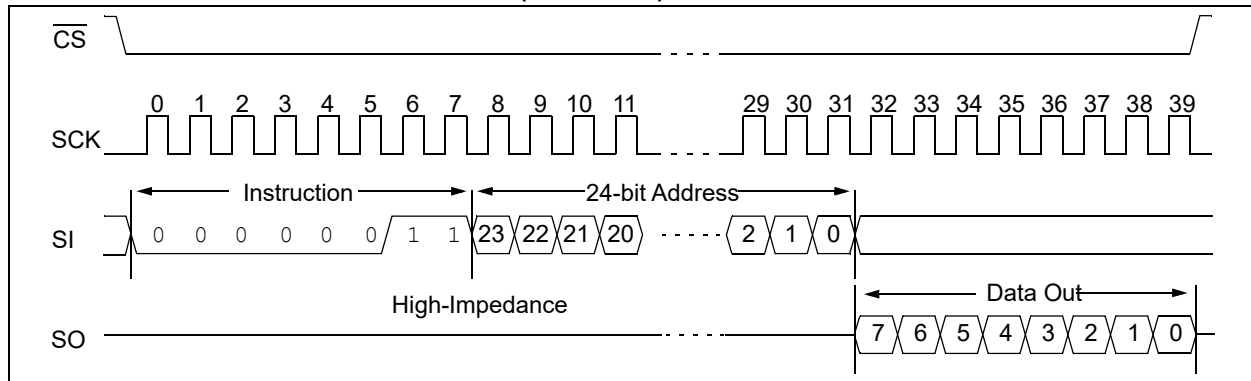 CS
0 1 2 3 4 5 6 7 8 9 10 11 29 30 31 32 33 34 35 36 37 38 39
SCK
Instruction 24-bit Address
SI 0 0 0 0 0 0 1 1 23 22 21 20 2 1 0
High-Impedance Data Out
SO 7 6 5 4 3 2 1 0